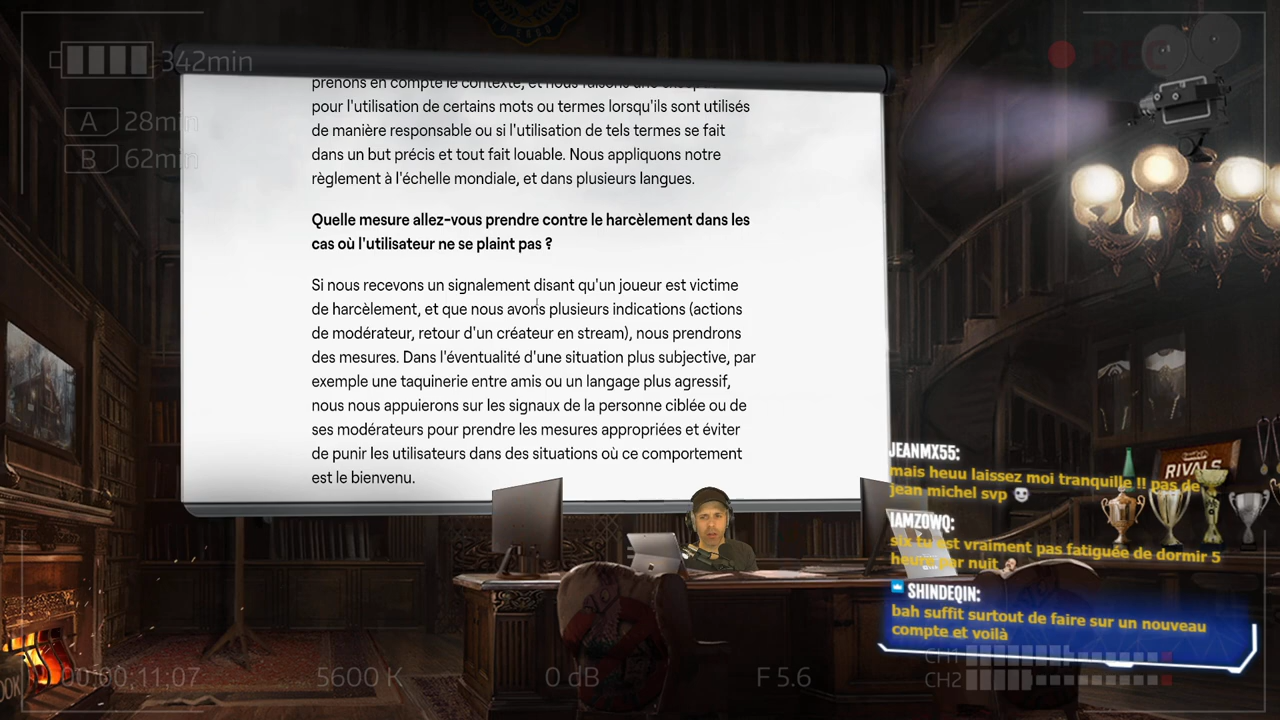 342min
REC
A 28min
B 62min
prenons en compte le contexte, et nous faisons une
pour l'utilisation de certains mots ou termes lorsqu'ils sont utilisés
de manière responsable ou si l'utilisation de tels termes se fait
dans un but précis et tout fait louable. Nous appliquons notre
règlement à l'échelle mondiale, et dans plusieurs langues.
Quelle mesure allez-vous prendre contre le harcèlement dans les
cas où l'utilisateur ne se plaint pas ?
Si nous recevons un signalement disant qu'un joueur est victime
de harcèlement, et que nous avons plusieurs indications (actions
de modérateur, retour d'un créateur en stream), nous prendrons
des mesures. Dans l'éventualité d'une situation plus subjective, par
exemple une taquinerie entre amis ou un langage plus agressif,
nous nous appuierons sur les signaux de la personne ciblée ou de
ses modérateurs pour prendre les mesures appropriées et éviter
de punir les utilisateurs dans des situations où ce comportement
est le bienvenu.
RIVALS
JEANMX55:
mais heuu laissez moi tranquille !! pas de
jean michel svp
IAMZOWQ:
six tu est vraiment pas fatiguée de dormir 5
heure par nuit
SHINDEQIN:
bah suffit surtout de faire sur un nouveau
compte et voilà
00:00:11:07
5600 K
0 dB
F 5.6
CH1
CH2